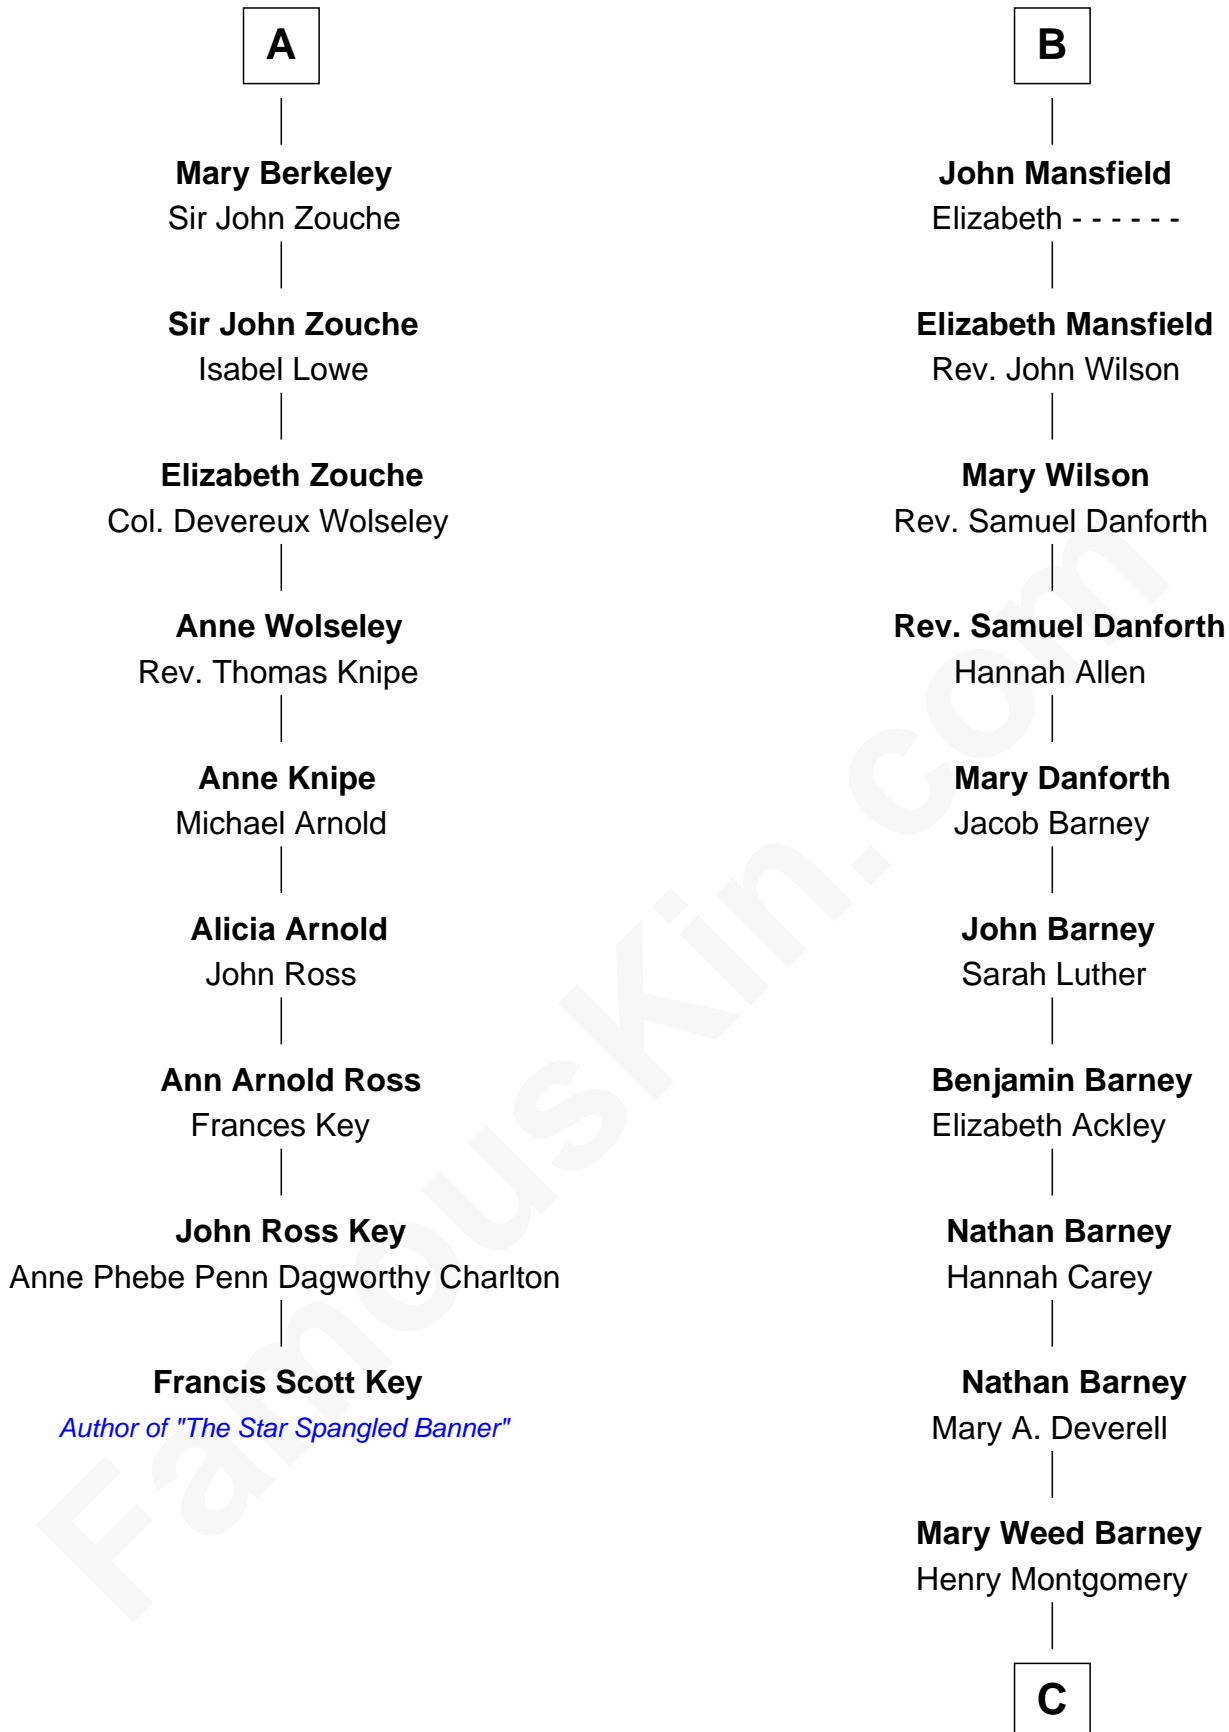 A
Mary Berkeley
Sir John Zouche
Sir John Zouche
Isabel Lowe
Elizabeth Zouche
Col. Devereux Wolseley
Anne Wolseley
Rev. Thomas Knipe
Anne Knipe
Michael Arnold
Alicia Arnold
John Ross
Ann Arnold Ross
Frances Key
John Ross Key
Anne Phebe Penn Dagworthy Charlton
Francis Scott Key
Author of "The Star Spangled Banner"
B
John Mansfield
Elizabeth - - - - - -
Elizabeth Mansfield
Rev. John Wilson
Mary Wilson
Rev. Samuel Danforth
Rev. Samuel Danforth
Hannah Allen
Mary Danforth
Jacob Barney
John Barney
Sarah Luther
Benjamin Barney
Elizabeth Ackley
Nathan Barney
Hannah Carey
Nathan Barney
Mary A. Deverell
Mary Weed Barney
Henry Montgomery
C
FamousKin.com